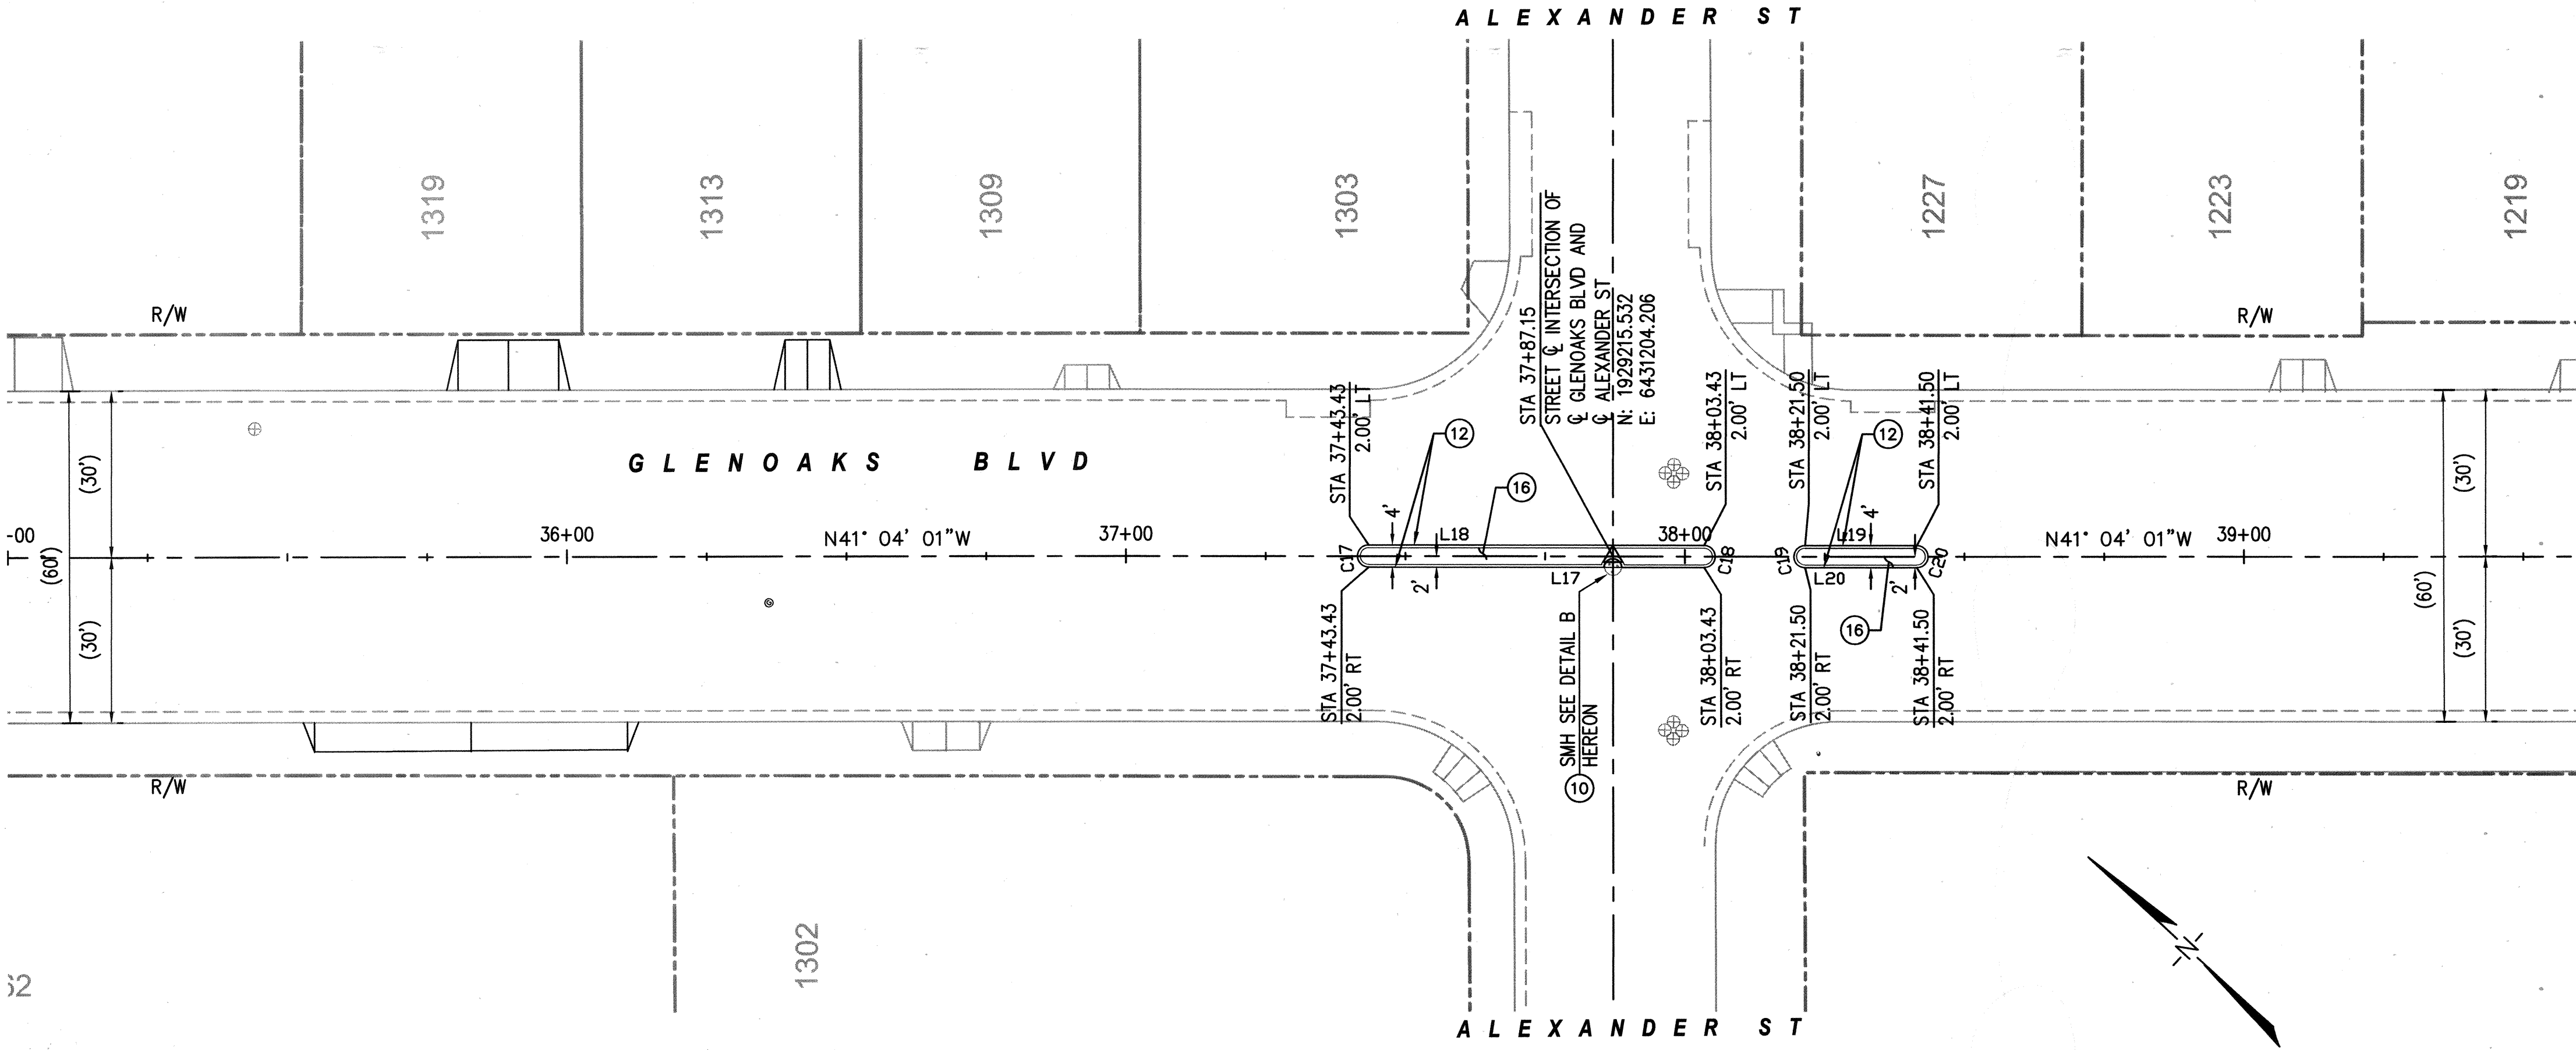 ALEXANDER ST
1319
1313
1309
1303
1227
1223
1219
R/W
R/W
STA 37+87.15
STREET ℄ INTERSECTION OF
℄ GLENOAKS BLVD AND
℄ ALEXANDER ST
N: 1929215.532
E: 6431204.206
STA 37+43.43
2.00' LT
STA 38+03.43
2.00' LT
STA 38+21.50
2.00' LT
STA 38+41.50
2.00' LT
(30')
GLENOAKS BLVD
12
12
(30')
16
4'
4'
-00
36+00
N41° 04' 01"W
37+00
L18
38+00
L19
N41° 04' 01"W
39+00
(60')
C17
C18
C19
C20
(60')
2'
L17
L20
2'
(30')
16
(30')
STA 37+43.43
2.00' RT
SMH SEE DETAIL B
HEREON
10
STA 38+03.43
2.00' RT
STA 38+21.50
2.00' RT
STA 38+41.50
2.00' RT
R/W
R/W
1302
N
ALEXANDER ST